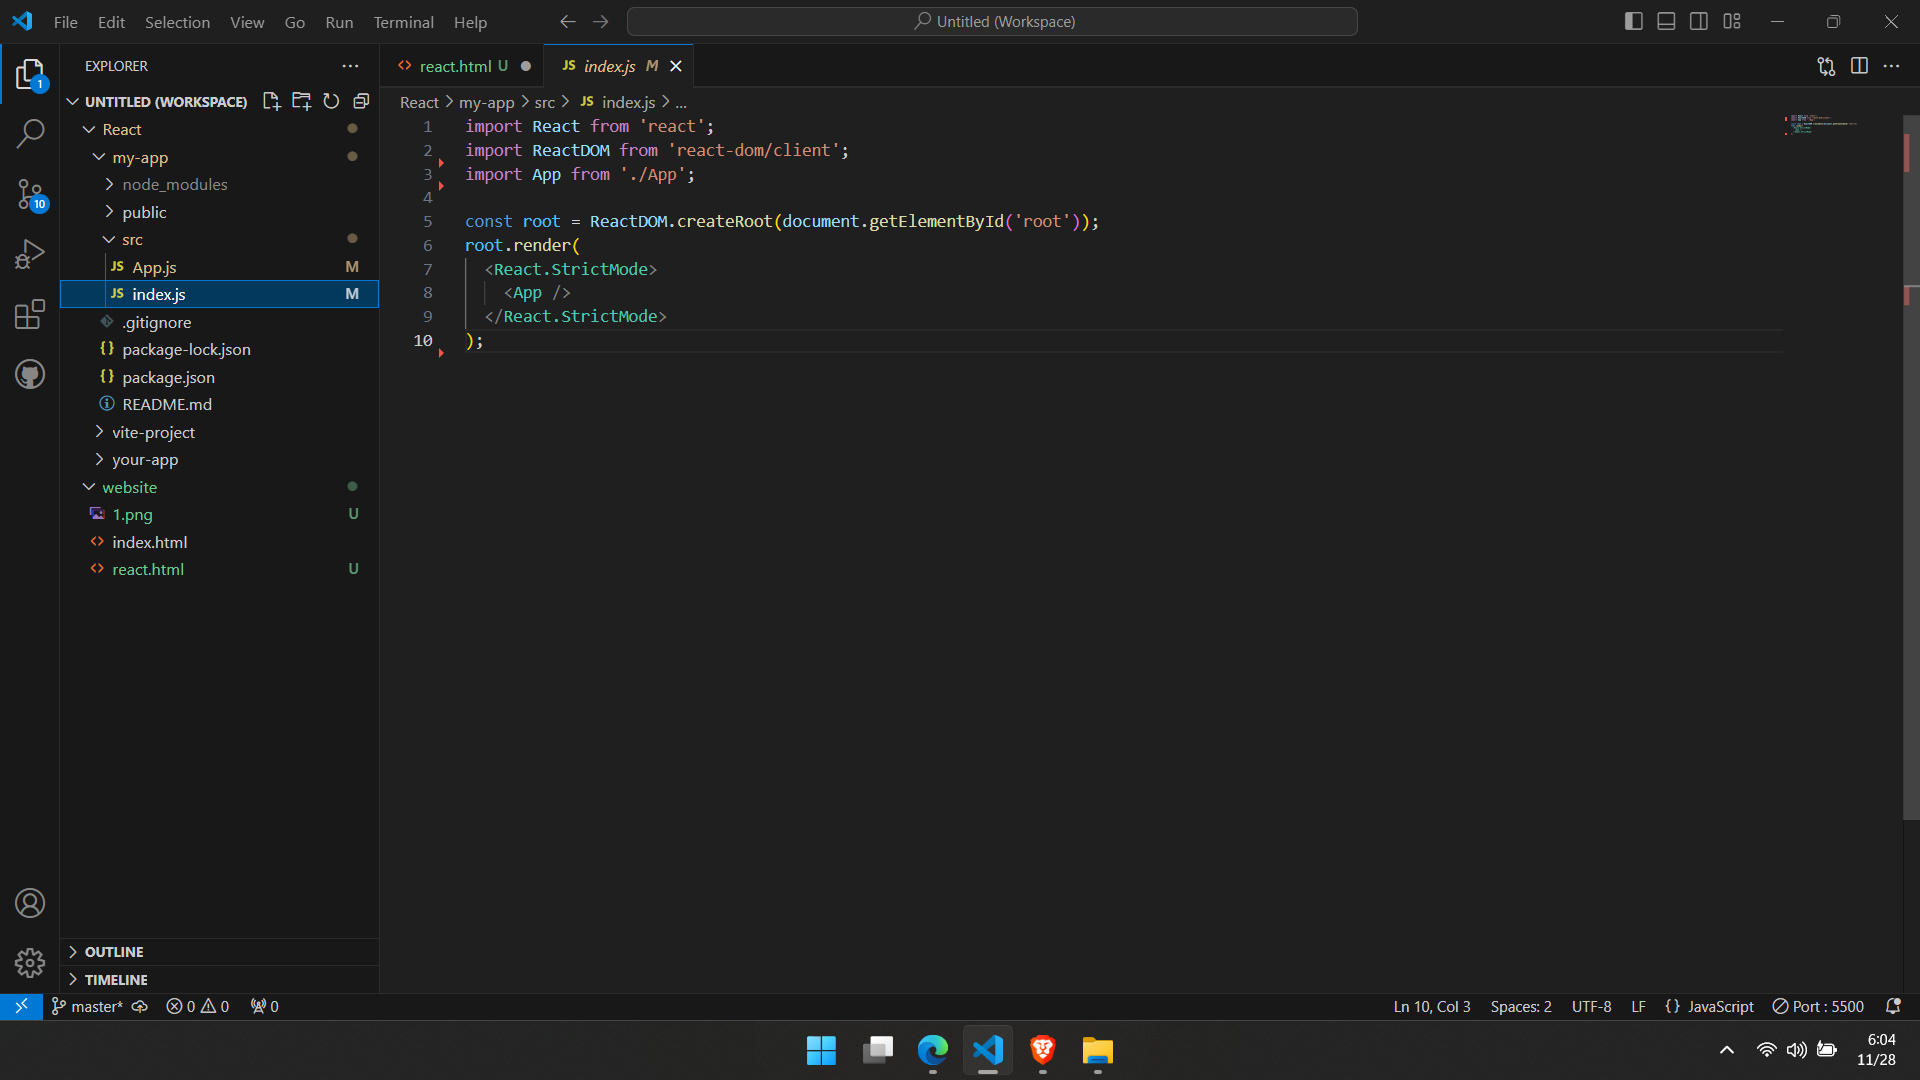 File Edit Selection View Go Run Terminal Help
Untitled (Workspace)
EXPLORER
1
10
UNTITLED (WORKSPACE)
React
my-app
node_modules
public
src
JS App.js M
JS index.js M
.gitignore
{} package-lock.json
{} package.json
README.md
vite-project
your-app
website
1.png U
<> index.html
<> react.html U
OUTLINE
TIMELINE
<> react.html U
JS index.js M
React > my-app > src > JS index.js > ...
1 import React from 'react';
2 import ReactDOM from 'react-dom/client';
3 import App from './App';
4
5 const root = ReactDOM.createRoot(document.getElementById('root'));
6 root.render(
7 <React.StrictMode>
8 <App />
9 </React.StrictMode>
10 );
master* 0 0 0
Ln 10, Col 3 Spaces: 2 UTF-8 LF {} JavaScript Port : 5500
6:04
11/28